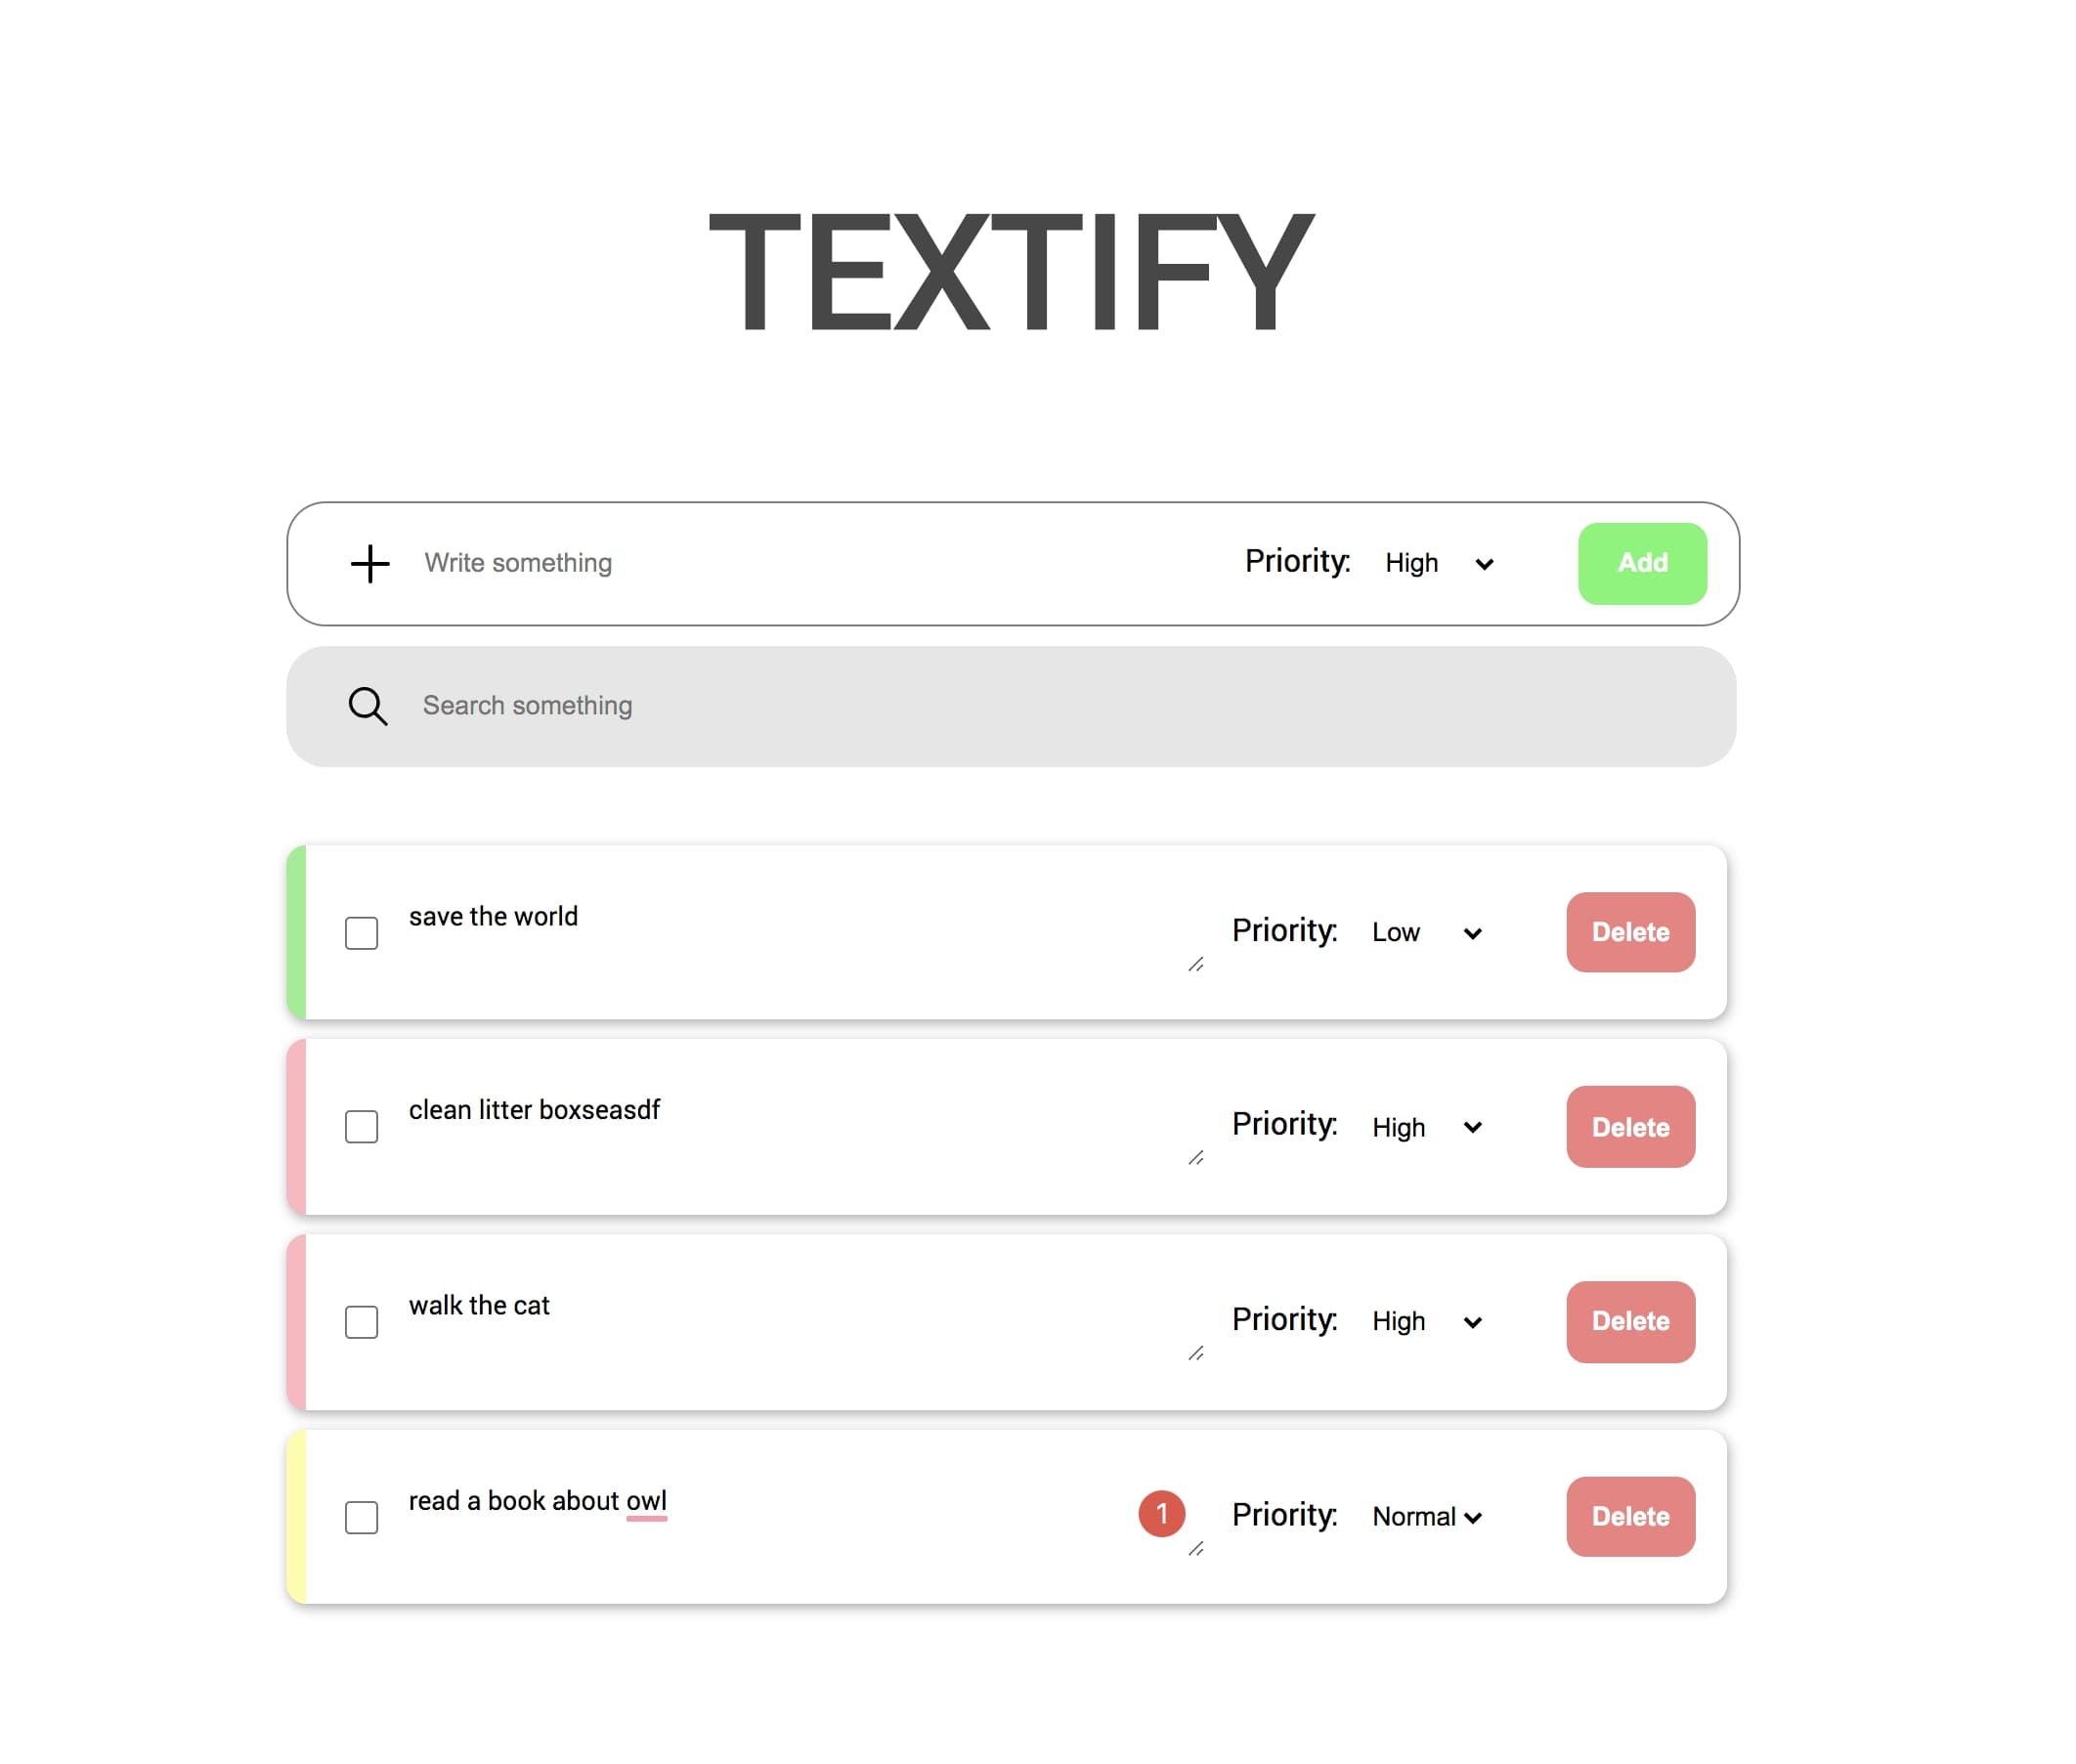 TEXTIFY
Write something Priority: High Add
Search something
save the world Priority: Low Delete
clean litter boxseasdf Priority: High Delete
walk the cat Priority: High Delete
read a book about owl 1 Priority: Normal Delete